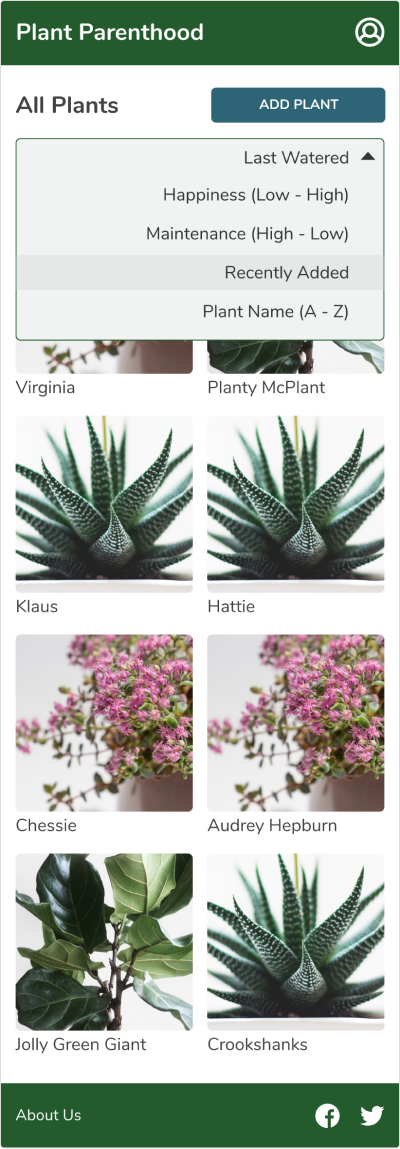 Plant Parenthood
All Plants
ADD PLANT
Last Watered
Happiness (Low - High)
Maintenance (High - Low)
Recently Added
Plant Name (A - Z)
Virginia
Planty McPlant
Klaus
Hattie
Chessie
Audrey Hepburn
Jolly Green Giant
Crookshanks
About Us